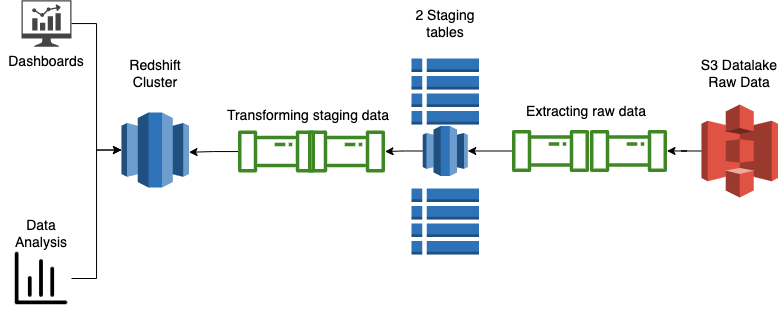 Dashboards
Redshift
Cluster
Transforming staging data
2 Staging
tables
Extracting raw data
S3 Datalake
Raw Data
Data
Analysis